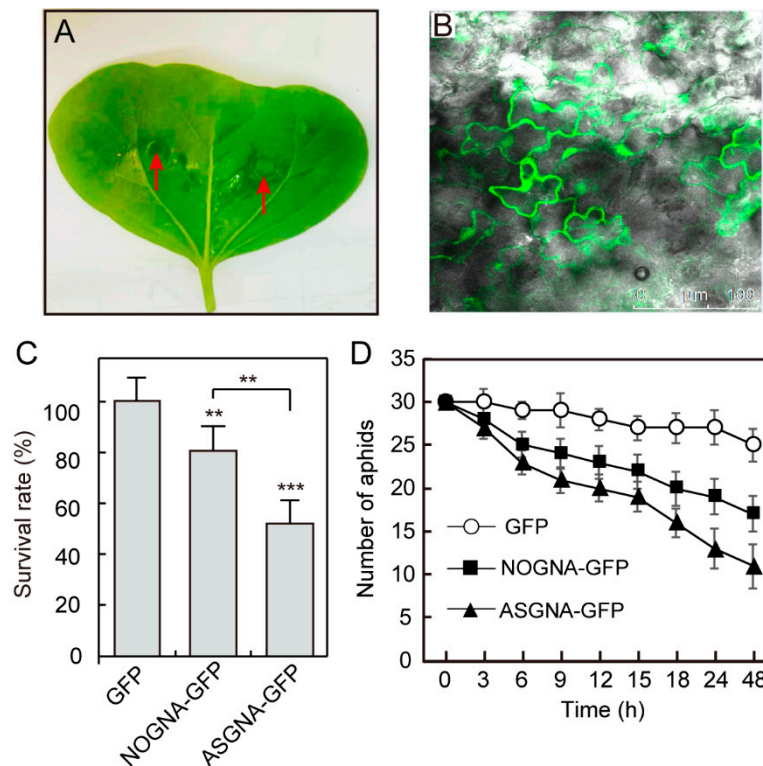 A
B
0 µm 100
C
Survival rate (%)
100
80
60
40
20
0
**
**
***
GFP
NOGNA-GFP
ASGNA-GFP
D
Number of aphids
35
30
25
20
15
10
5
0
GFP
NOGNA-GFP
ASGNA-GFP
0 3 6 9 12 15 18 24 48
Time (h)